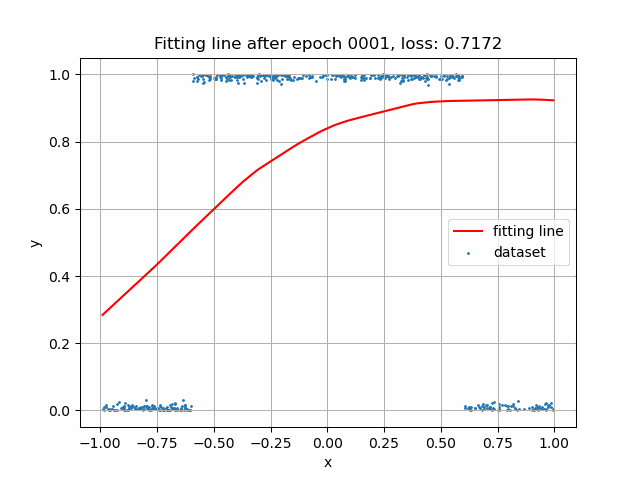 Fitting line after epoch 0001, loss: 0.7172
1.0
0.8
0.6
0.4
0.2
0.0
y
fitting line
dataset
−1.00 −0.75 −0.50 −0.25 0.00 0.25 0.50 0.75 1.00
x